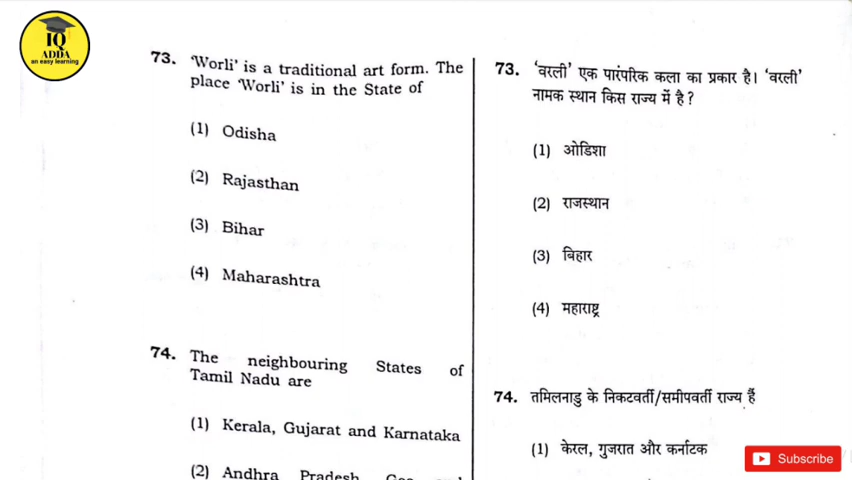 IQ
ADDA
an easy learning
73. 'Worli' is a traditional art form. The
place 'Worli' is in the State of
(1) Odisha
(2) Rajasthan
(3) Bihar
(4) Maharashtra
74. The neighbouring States of
Tamil Nadu are
(1) Kerala, Gujarat and Karnataka
(2) Andhra Pradesh, Goa and
73. 'वरली' एक पारंपरिक कला का प्रकार है। 'वरली'
नामक स्थान किस राज्य में है?
(1) ओडिशा
(2) राजस्थान
(3) बिहार
(4) महाराष्ट्र
74. तमिलनाडु के निकटवर्ती/समीपवर्ती राज्य हैं
(1) केरल, गुजरात और कर्नाटक
Subscribe